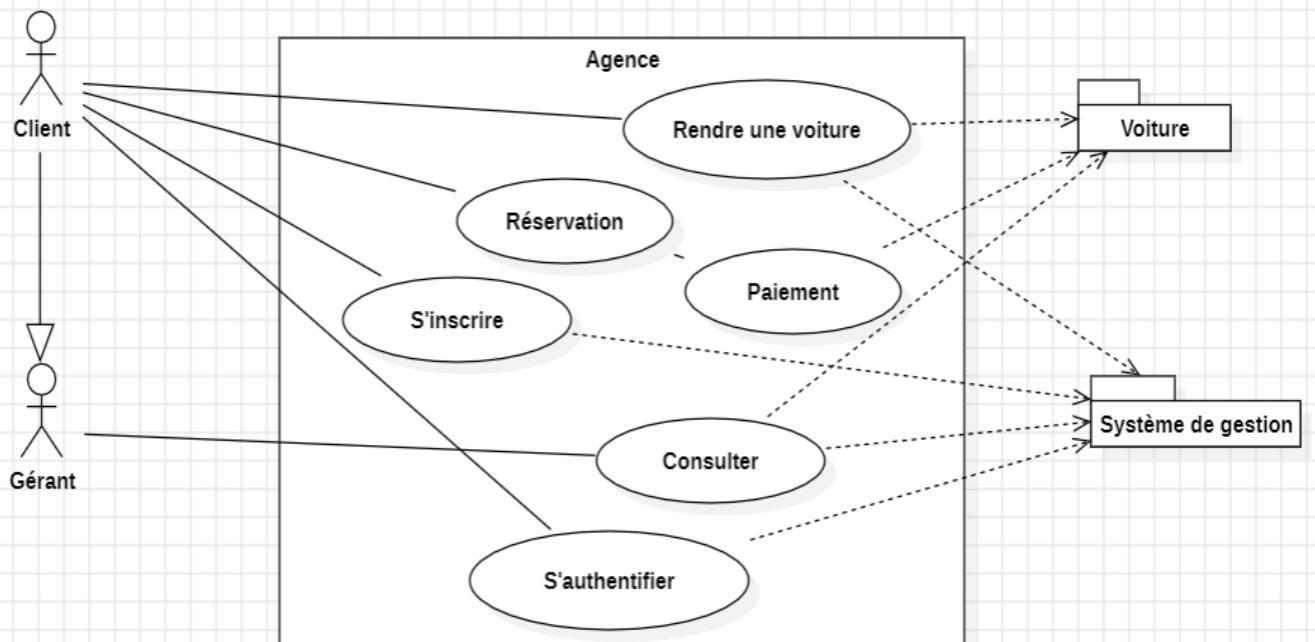 Agence
Client
Rendre une voiture
Voiture
Réservation
Paiement
S'inscrire
Système de gestion
Consulter
Gérant
S'authentifier